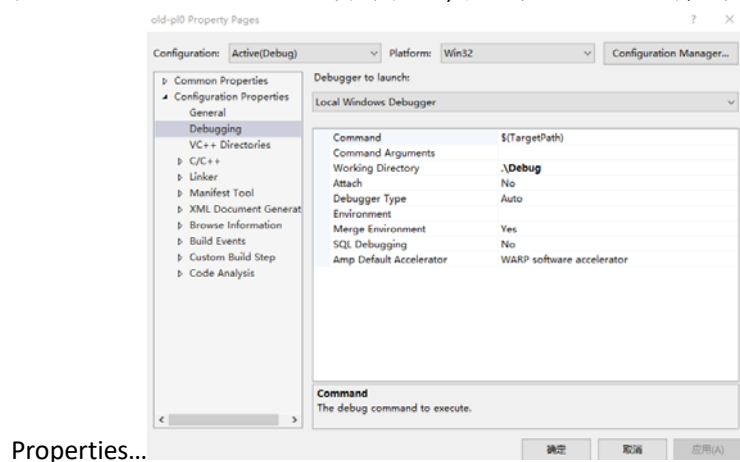 old-pl0 Property Pages
? ×
Configuration: Active(Debug) Platform: Win32 Configuration Manager...
Common Properties
Configuration Properties
General
Debugging
VC++ Directories
C/C++
Linker
Manifest Tool
XML Document Generat
Browse Information
Build Events
Custom Build Step
Code Analysis
Debugger to launch:
Local Windows Debugger
Command $(TargetPath)
Command Arguments
Working Directory .\Debug
Attach No
Debugger Type Auto
Environment
Merge Environment Yes
SQL Debugging No
Amp Default Accelerator WARP software accelerator
Command
The debug command to execute.
Properties...
确定 取消 应用(A)